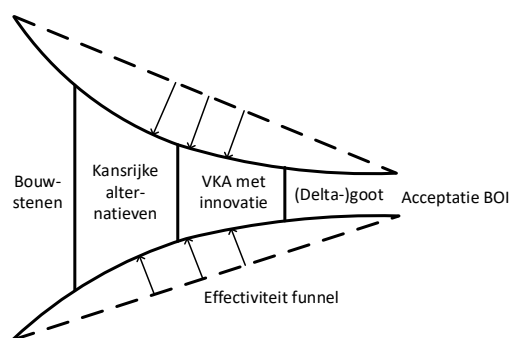 Bouw-
stenen
Kansrijke
alter-
natieven
VKA met
innovatie
(Delta-)goot
Acceptatie BOI
Effectiviteit funnel